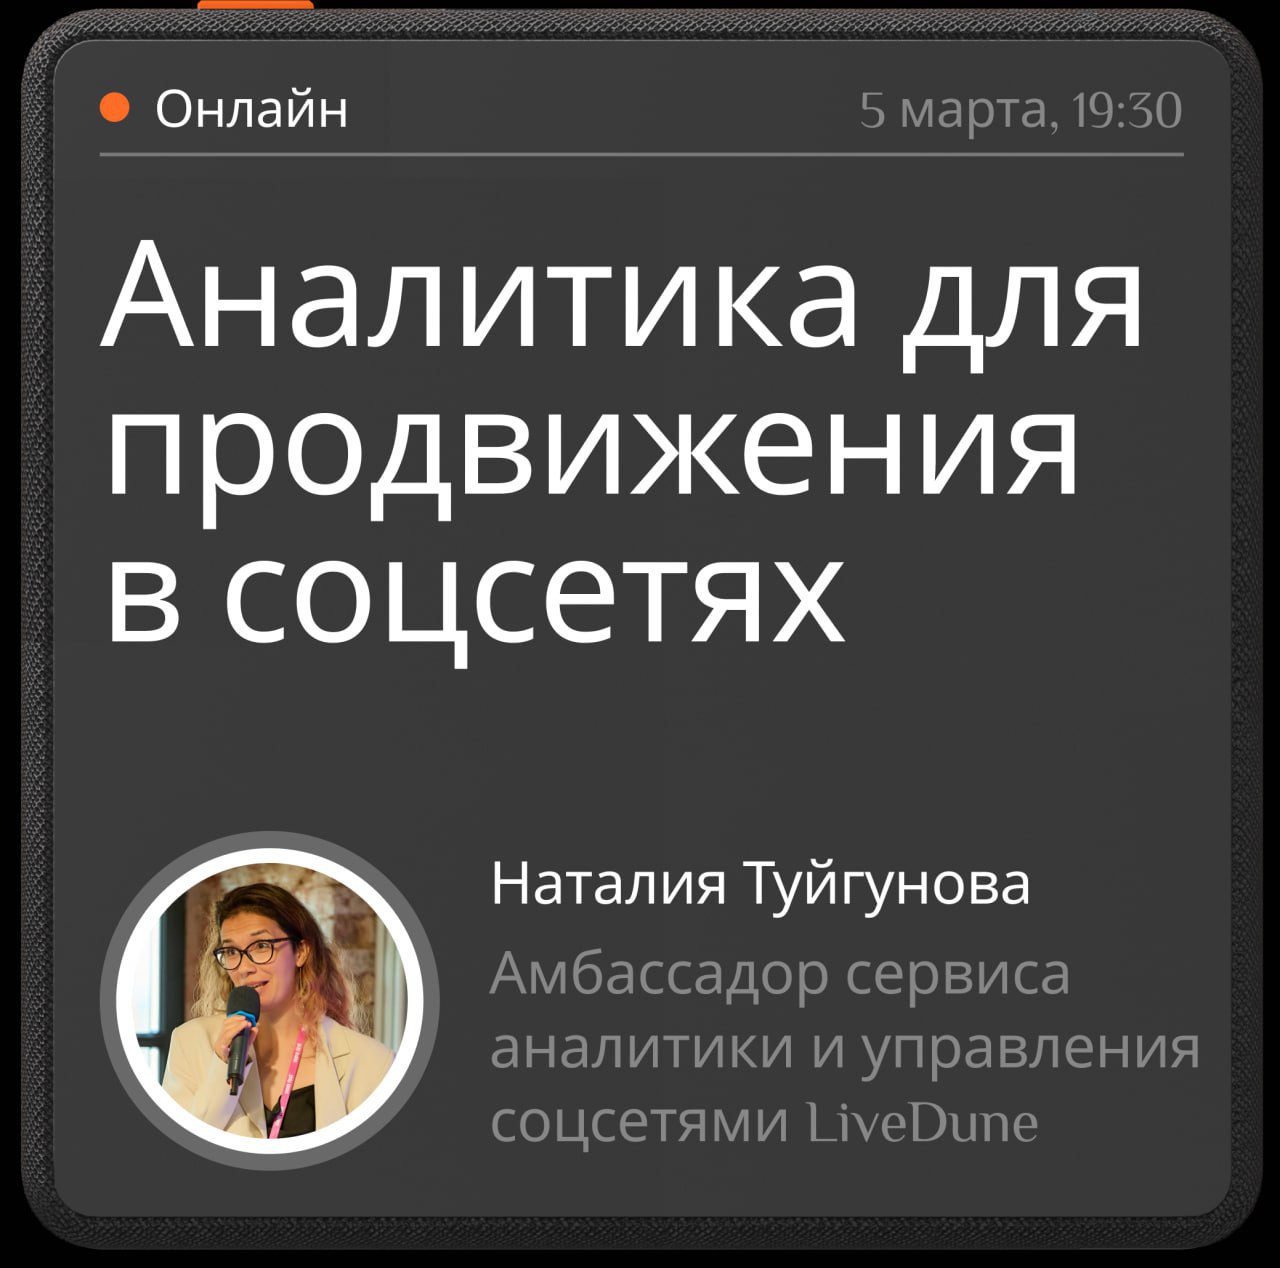 Онлайн
5 марта, 19:30
Аналитика для
продвижения
в соцсетях
Наталия Туйгунова
Амбассадор сервиса
аналитики и управления
соцсетями LiveDune